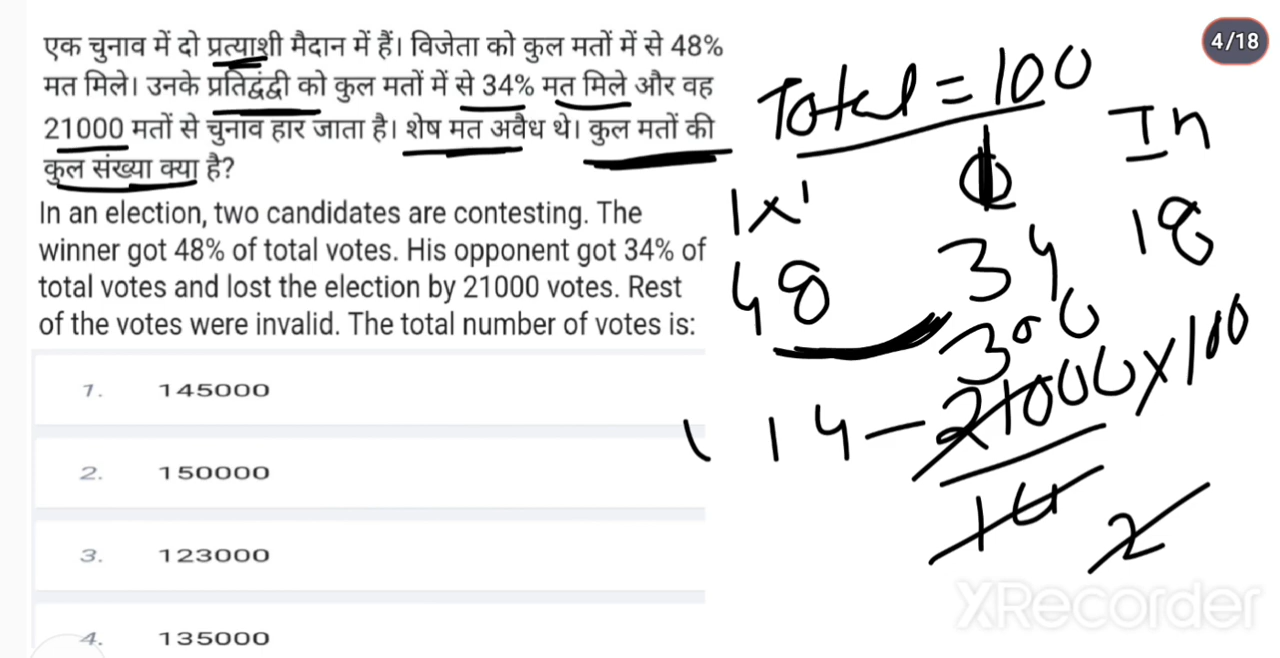 एक चुनाव में दो प्रत्याशी मैदान में हैं। विजेता को कुल मतों में से 48%
मत मिले। उनके प्रतिद्वंद्वी को कुल मतों में से 34% मत मिले और वह
21000 मतों से चुनाव हार जाता है। शेष मत अवैध थे। कुल मतों की
कुल संख्या क्या है?
In an election, two candidates are contesting. The
winner got 48% of total votes. His opponent got 34% of
total votes and lost the election by 21000 votes. Rest
of the votes were invalid. The total number of votes is:
1. 145000
2. 150000
3. 123000
4. 135000
4/18
Total = 100
In
48 34 18
300
14 - 21000 x 100
14
2
XRecorder